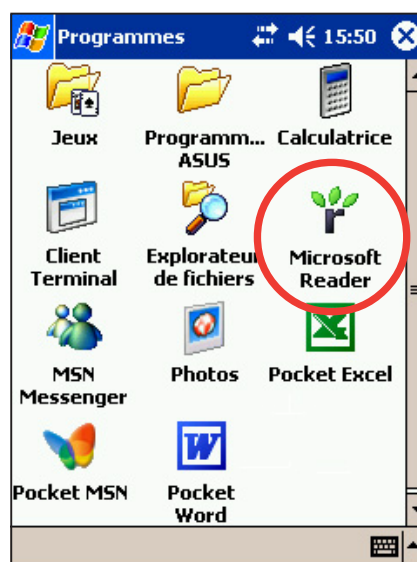 Programmes 15:50
Jeux Programm... Calculatrice
ASUS
Client Explorateur Microsoft
Terminal de fichiers Reader
MSN Photos Pocket Excel
Messenger
Pocket MSN Pocket
Word